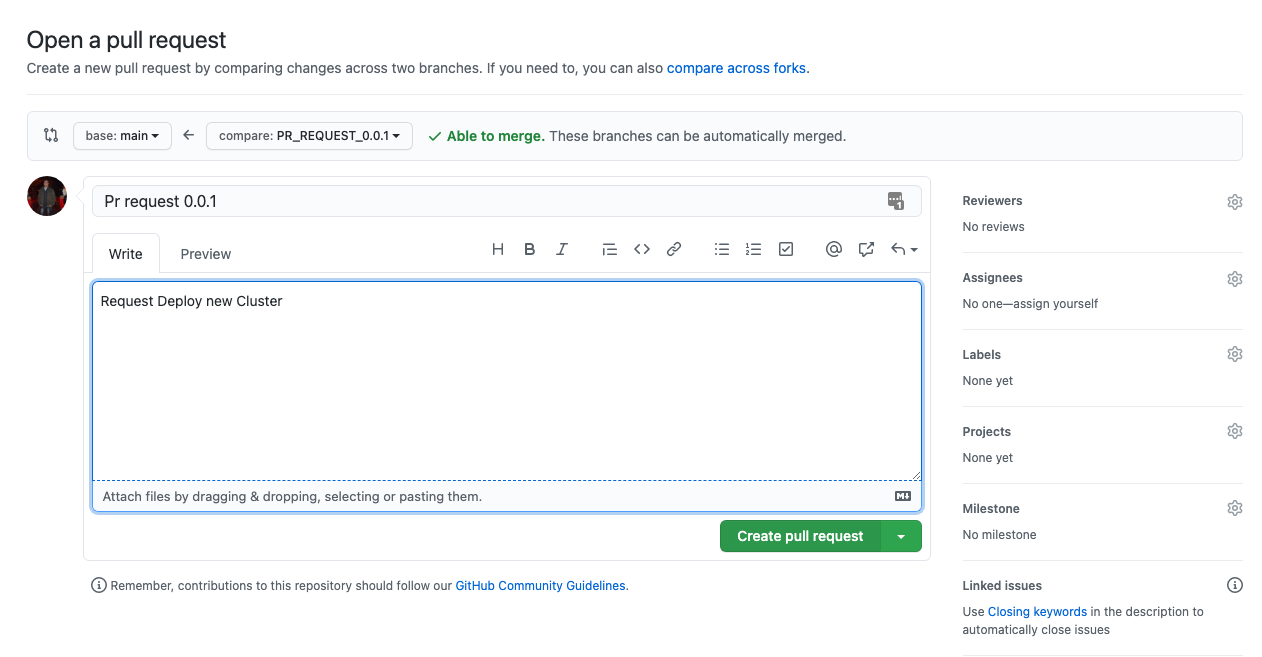 Open a pull request
Create a new pull request by comparing changes across two branches. If you need to, you can also compare across forks.
base: main
compare: PR_REQUEST_0.0.1
Able to merge. These branches can be automatically merged.
Pr request 0.0.1
1
Write
Preview
H B I
Request Deploy new Cluster
Attach files by dragging & dropping, selecting or pasting them.
Create pull request
Remember, contributions to this repository should follow our GitHub Community Guidelines.
Reviewers
No reviews
Assignees
No one—assign yourself
Labels
None yet
Projects
None yet
Milestone
No milestone
Linked issues
Use Closing keywords in the description to
automatically close issues